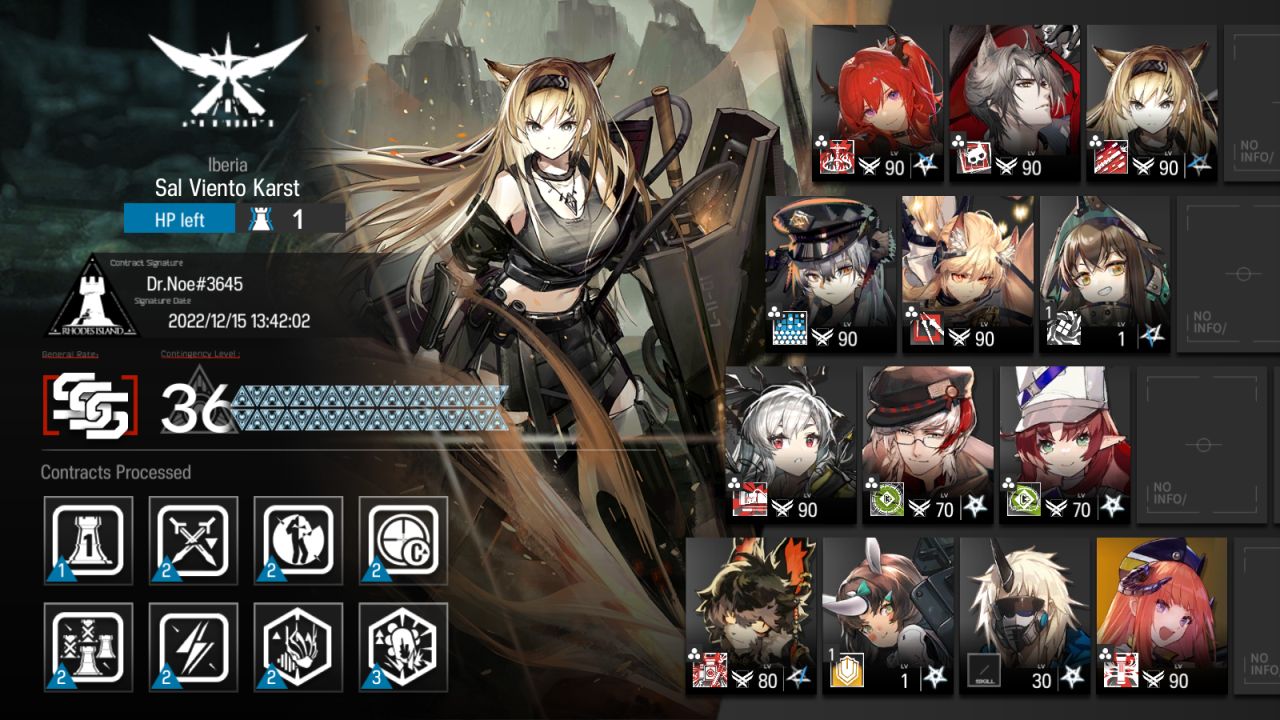 Iberia
Sal Viento Karst
HP left 1
Contract Signature
Dr.Noe#3645
Signature Date
2022/12/15 13:42:02
RHODES ISLAND
General Rate:
Contingency Level :
36
Contracts Processed
1
1
2
2
2
C
2
2
2
3
LV
90
LV
90
LV
90
NO
INFO/
LV
90
LV
90
1
LV
1
NO
INFO/
LV
90
LV
70
LV
70
NO
INFO/
LV
80
1
LV
1
SKILL
LV
30
LV
90
NO
INFO